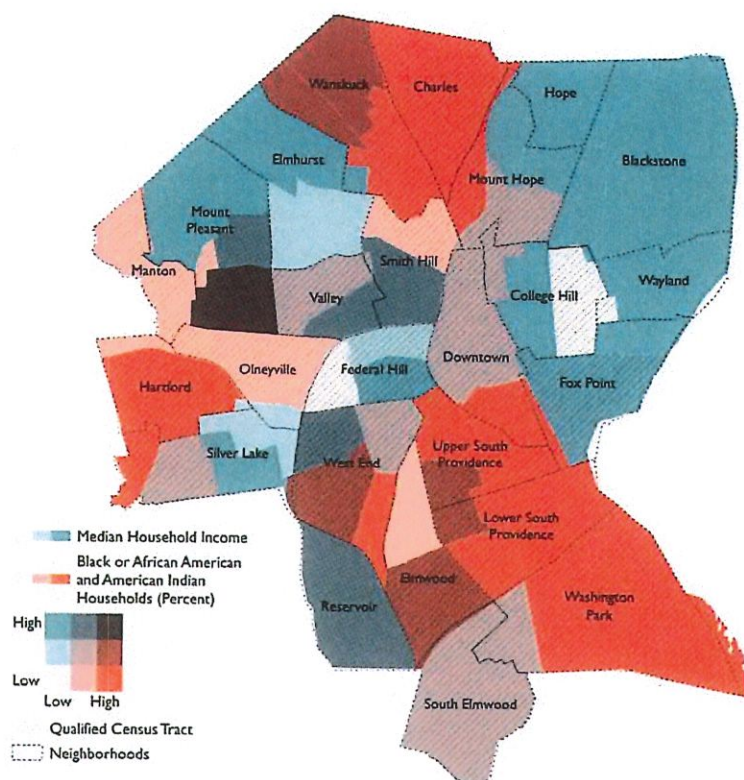 Wanskuck
Charles
Hope
Elmhurst
Blackstone
Mount Hope
Mount
Pleasant
Smith Hill
Manton
Valley
College Hill
Wayland
Olneyville
Federal Hill
Downtown
Hartford
Fox Point
Silver Lake
West End
Upper South
Providence
Lower South
Providence
Elmwood
Reservoir
Washington
Park
South Elmwood
Median Household Income
Black or African American
and American Indian
Households (Percent)
High
Low
Low High
Qualified Census Tract
Neighborhoods